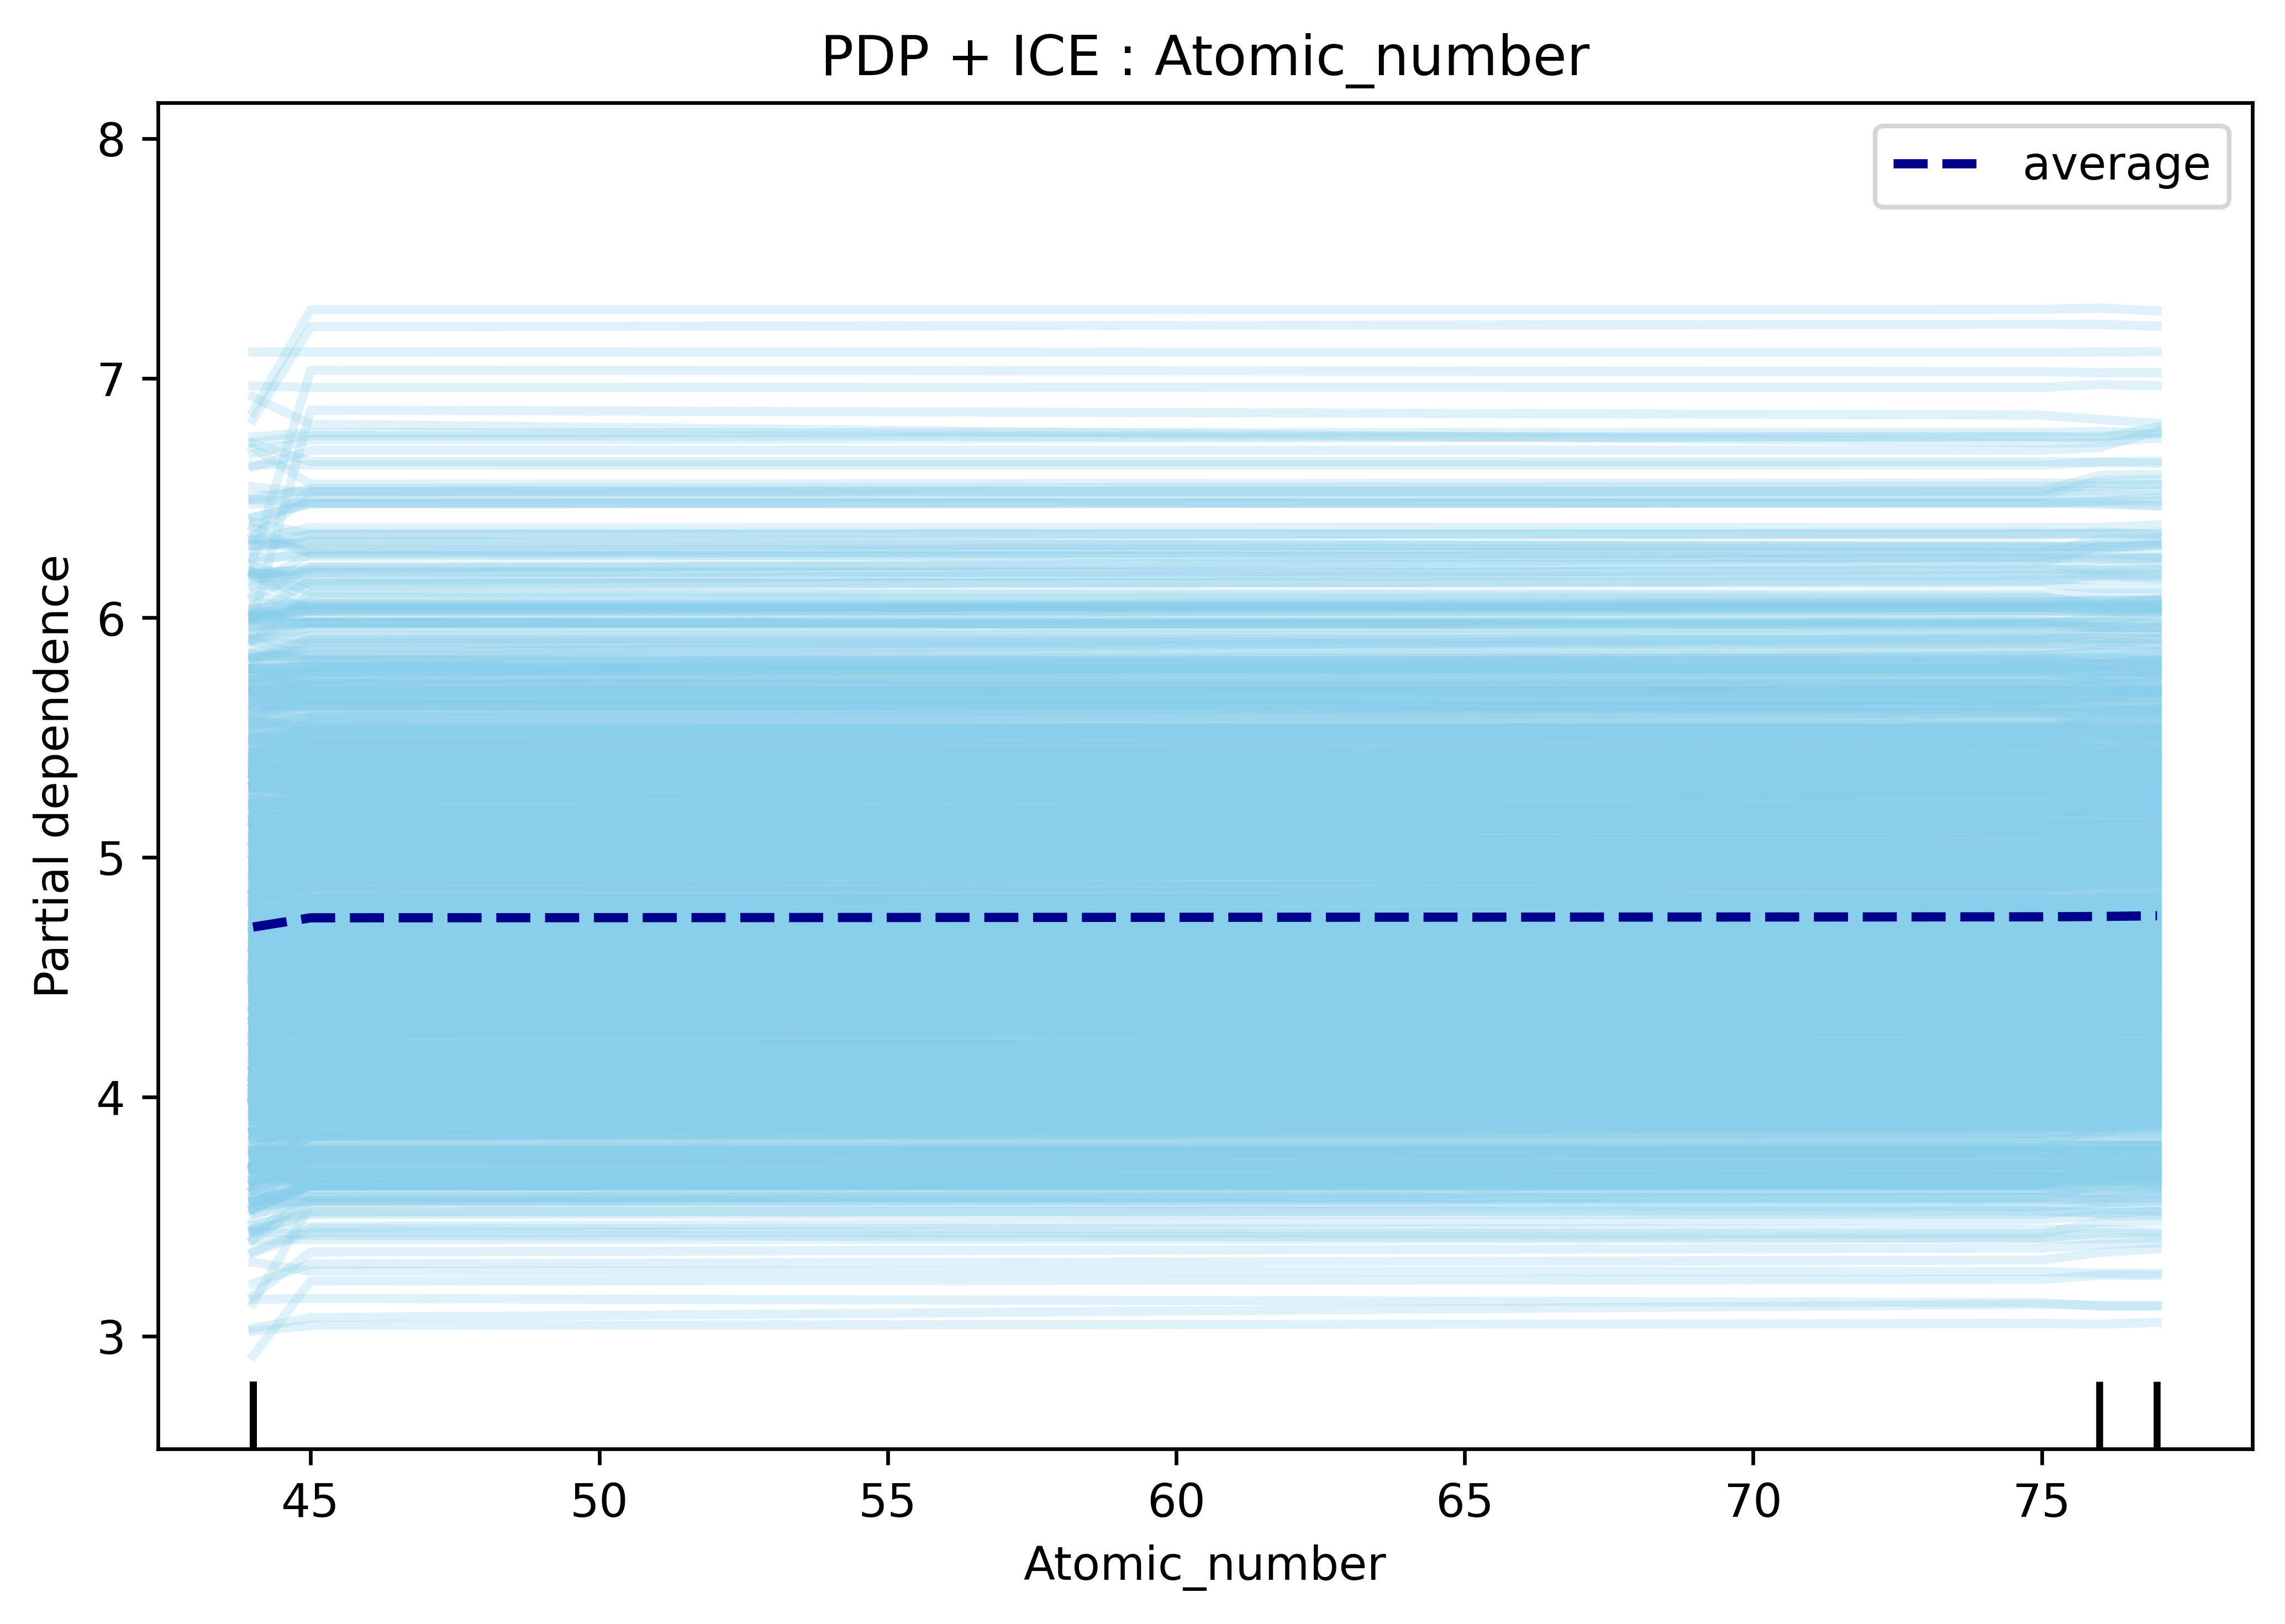 PDP + ICE : Atomic_number
average
8
7
6
5
4
3
Partial dependence
45 50 55 60 65 70 75
Atomic_number